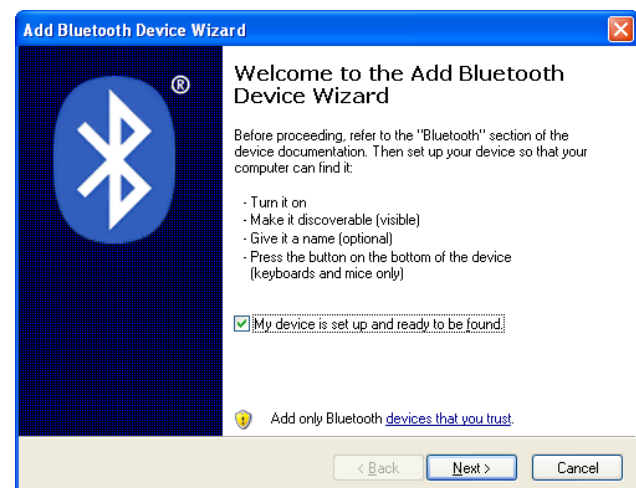 Add Bluetooth Device Wizard
®
Welcome to the Add Bluetooth
Device Wizard
Before proceeding, refer to the "Bluetooth" section of the
device documentation. Then set up your device so that your
computer can find it:
- Turn it on
- Make it discoverable (visible)
- Give it a name (optional)
- Press the button on the bottom of the device
(keyboards and mice only)
My device is set up and ready to be found.
Add only Bluetooth devices that you trust.
< Back Next > Cancel